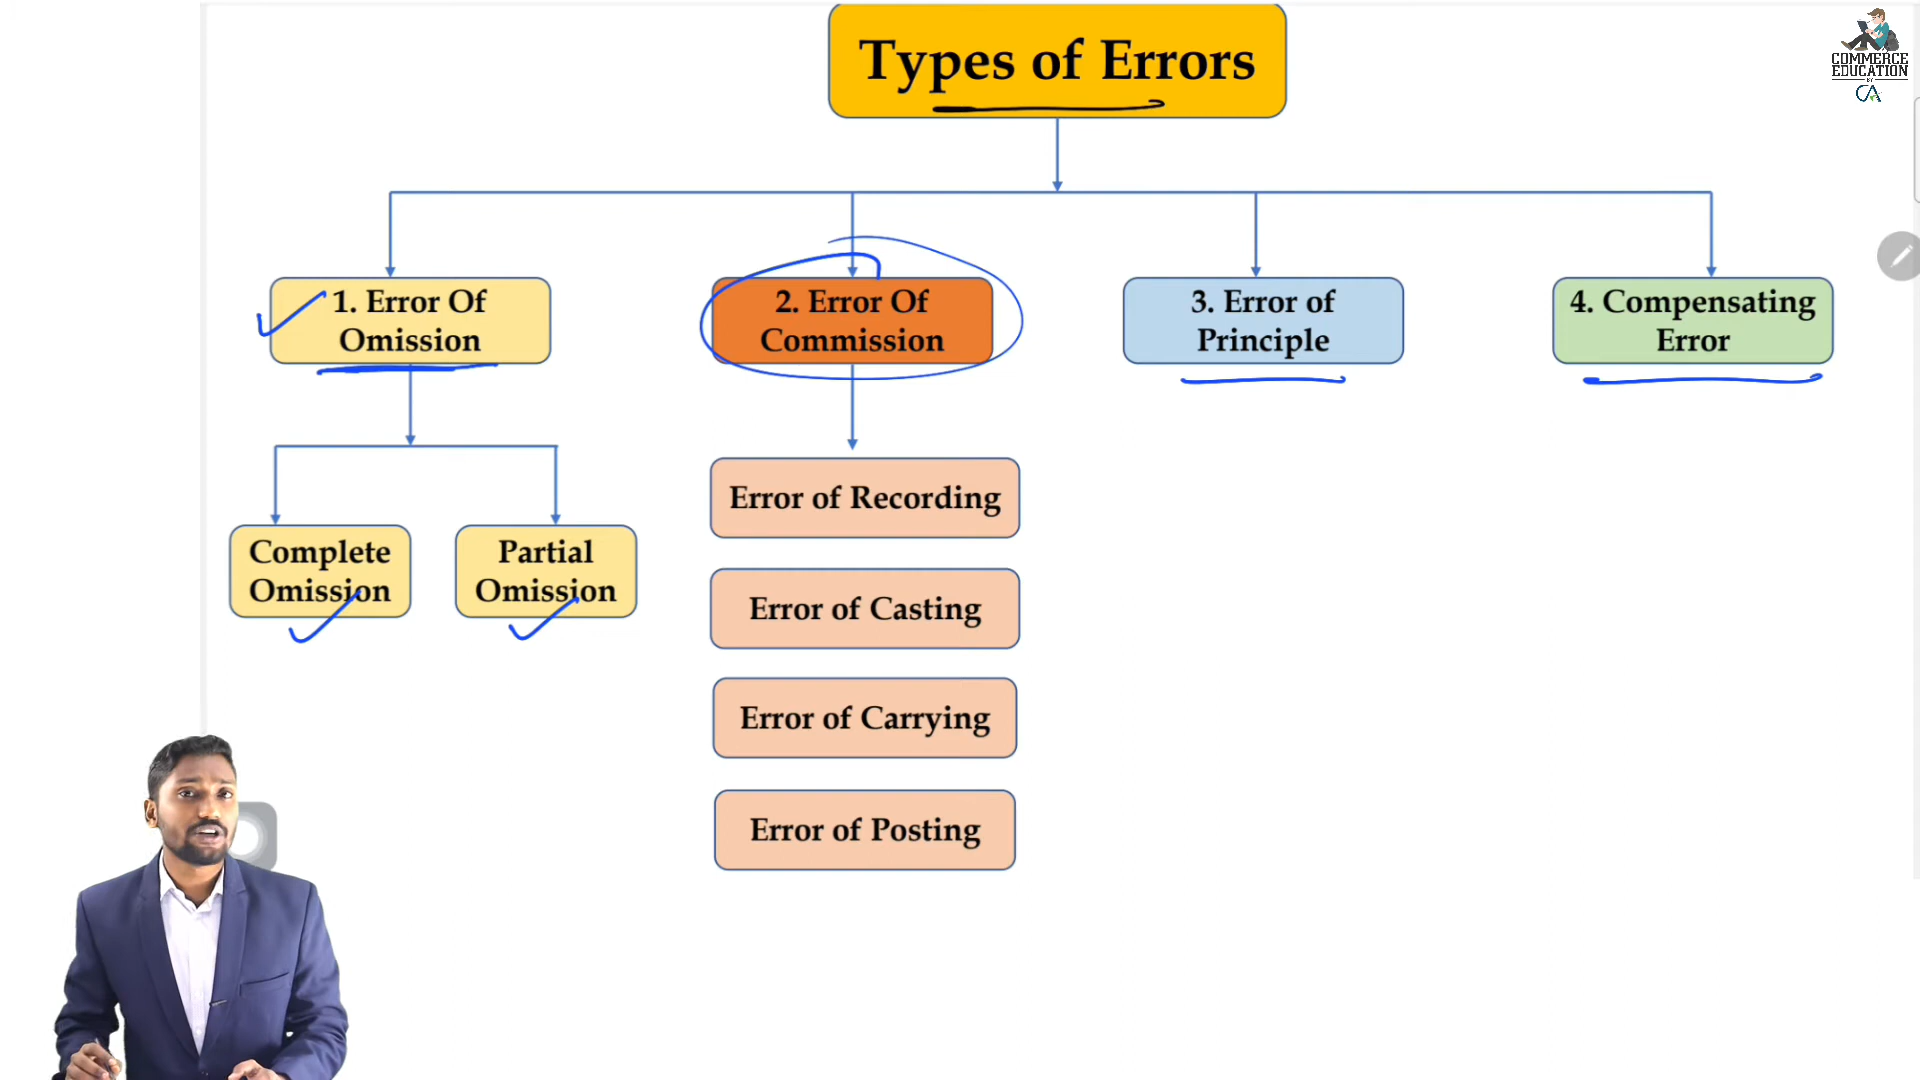 Types of Errors
COMMERCE
EDUCATION
BY
CA
1. Error Of
Omission
2. Error Of
Commission
3. Error of
Principle
4. Compensating
Error
Complete
Omission
Partial
Omission
Error of Recording
Error of Casting
Error of Carrying
Error of Posting